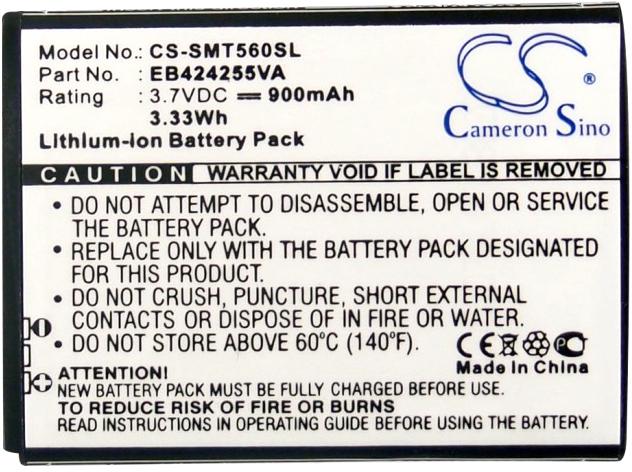 Model No.: CS-SMT560SL
Part No. : EB424255VA
Rating : 3.7VDC 900mAh
3.33Wh
Lithium-ion Battery Pack
CS
®
Cameron Sino
CAUTION WARRANTY VOID IF LABEL IS REMOVED
• DO NOT ATTEMPT TO DISASSEMBLE, OPEN OR SERVICE
THE BATTERY PACK.
• REPLACE ONLY WITH THE BATTERY PACK DESIGNATED
FOR THIS PRODUCT.
• DO NOT CRUSH, PUNCTURE, SHORT EXTERNAL
CONTACTS OR DISPOSE OF IN FIRE OR WATER.
• DO NOT STORE ABOVE 60°C (140°F).
CE
Made In China
ATTENTION!
NEW BATTERY PACK MUST BE FULLY CHARGED BEFORE USE.
TO REDUCE RISK OF FIRE OR BURNS
READ INSTRUCTIONS IN OPERATING YOUR BATTERY BEFORE USE.